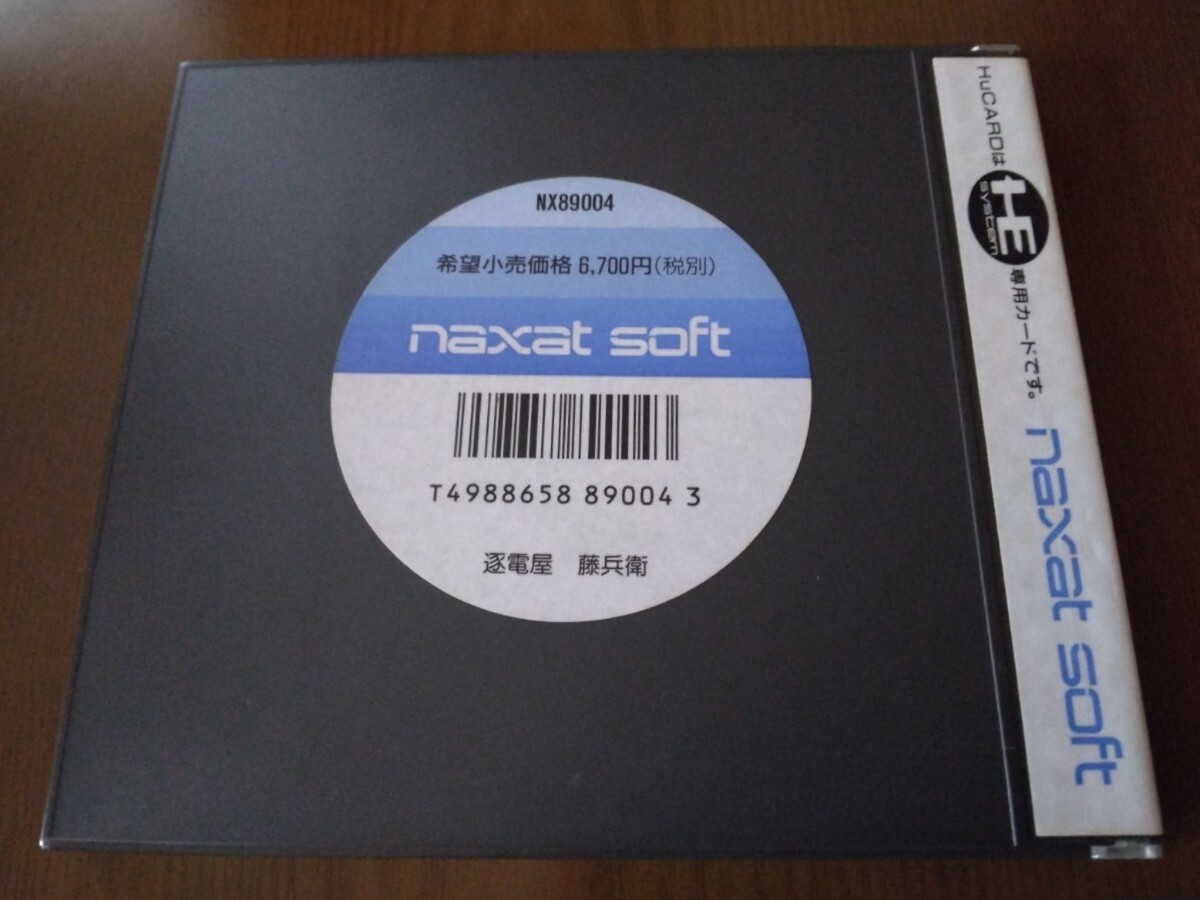 NX89004
希望小売価格 6,700円(税別)
naxat soft
T4988658 89004 3
逐電屋 藤兵衛
HuCARDは HE system 専用カードです。 naxat soft